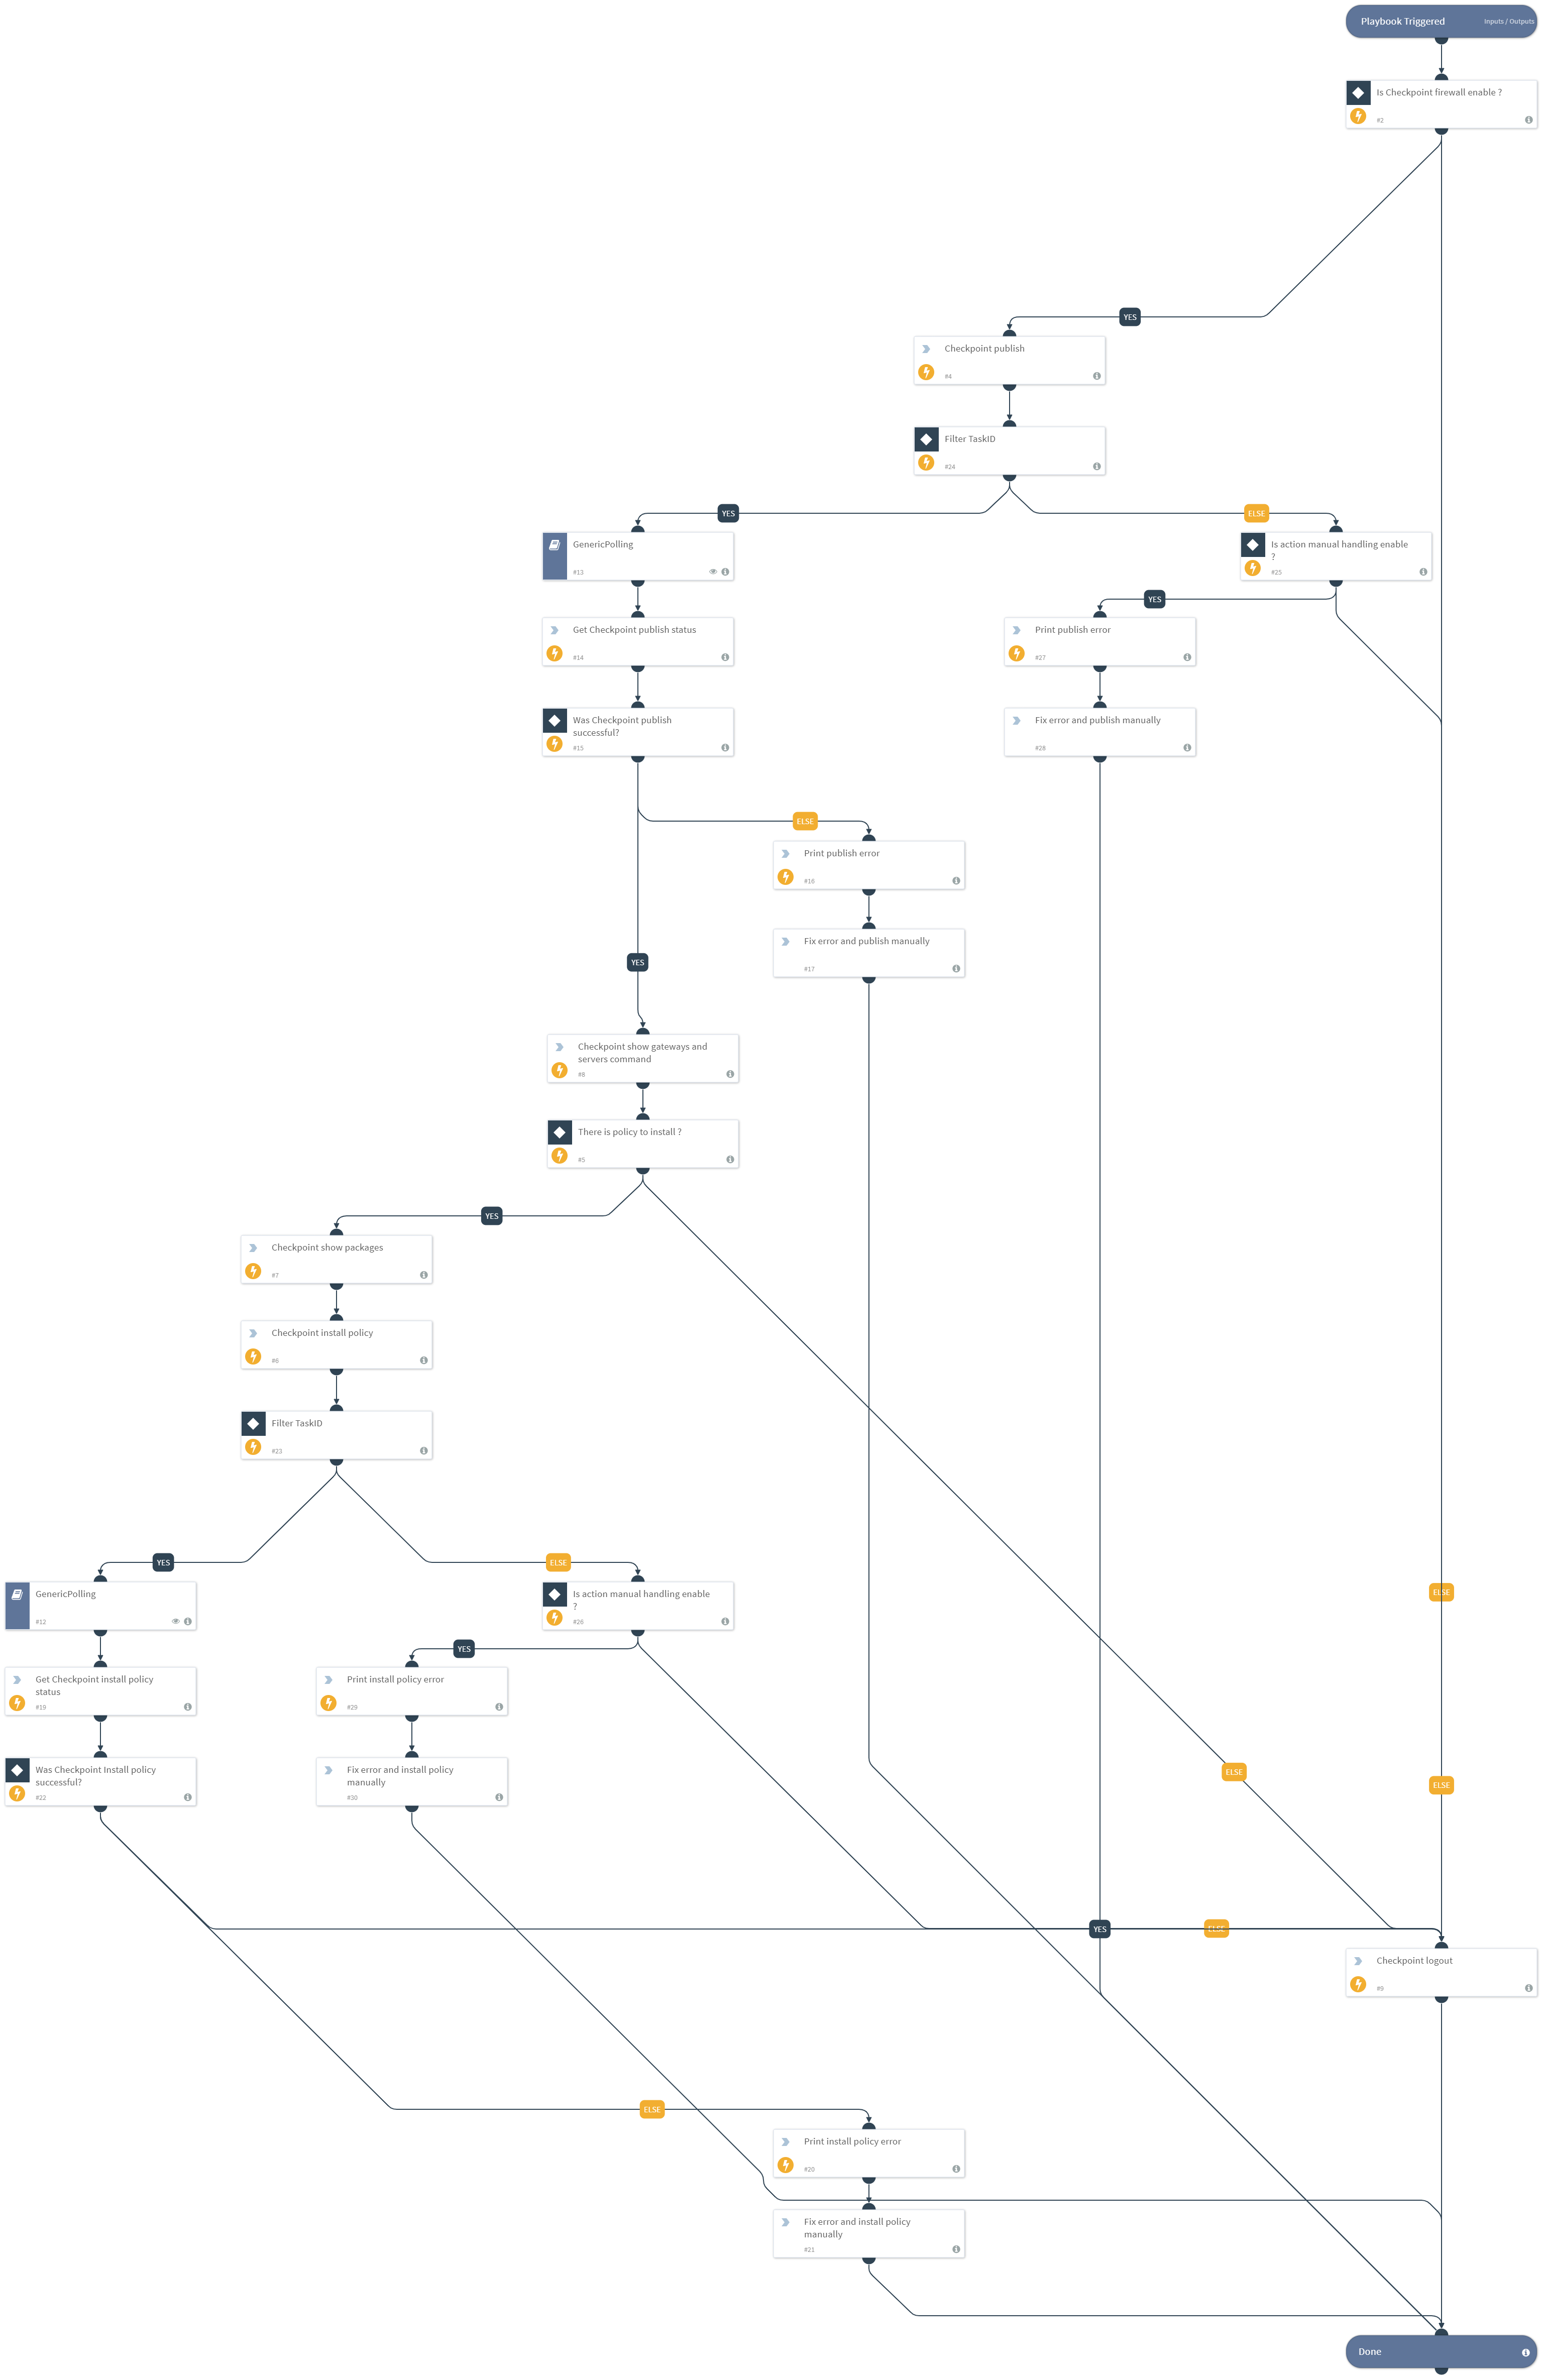 Playbook Triggered
Inputs / Outputs
Is Checkpoint firewall enable ?
#2
YES
Checkpoint publish
#4
Filter TaskID
#24
YES
ELSE
GenericPolling
#13
Is action manual handling enable
?
#25
YES
Get Checkpoint publish status
#14
Print publish error
#27
Was Checkpoint publish
successful?
#15
Fix error and publish manually
#28
ELSE
Print publish error
#16
Fix error and publish manually
#17
YES
Checkpoint show gateways and
servers command
#8
There is policy to install ?
#5
YES
Checkpoint show packages
#7
Checkpoint install policy
#6
Filter TaskID
#23
YES
ELSE
GenericPolling
#12
Is action manual handling enable
?
#26
ELSE
YES
Get Checkpoint install policy
status
#19
Print install policy error
#29
Was Checkpoint Install policy
successful?
#22
Fix error and install policy
manually
#30
ELSE
ELSE
YES
ELSE
Checkpoint logout
#9
ELSE
Print install policy error
#20
Fix error and install policy
manually
#21
Done